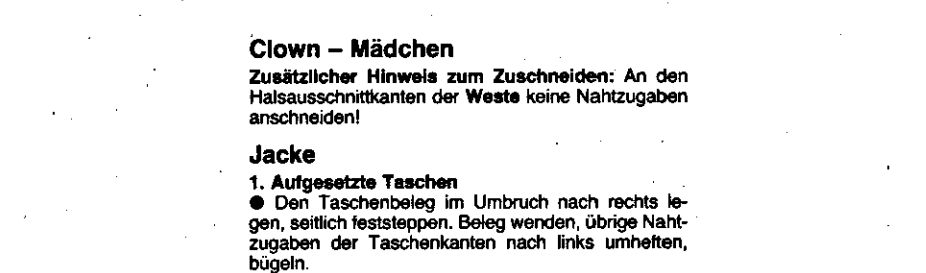 Clown – Mädchen
Zusätzlicher Hinweis zum Zuschneiden: An den
Halsausschnittkanten der Weste keine Nahtzugaben
anschneiden!
Jacke
1. Aufgesetzte Taschen
● Den Taschenbeleg im Umbruch nach rechts le-
gen, seitlich feststeppen. Beleg wenden, übrige Naht-
zugaben der Taschenkanten nach links umheften,
bügeln.